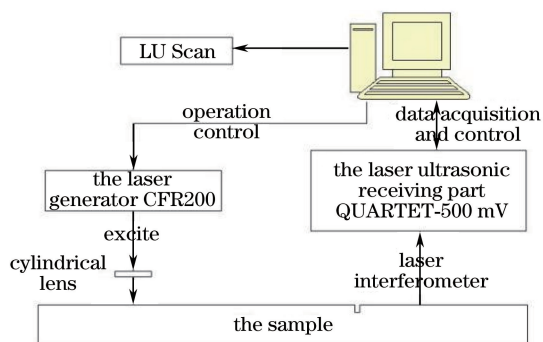 LU Scan
operation
control
data acquisition
and control
the laser
generator CFR200
the laser ultrasonic
receiving part
QUARTET-500 mV
excite
cylindrical
lens
laser
interferometer
the sample